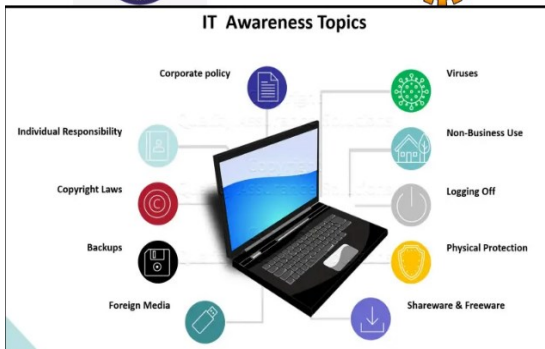 IT Awareness Topics
Corporate policy
Viruses
Individual Responsibility
Non-Business Use
Copyright Laws
Logging Off
Backups
Physical Protection
Foreign Media
Shareware & Freeware